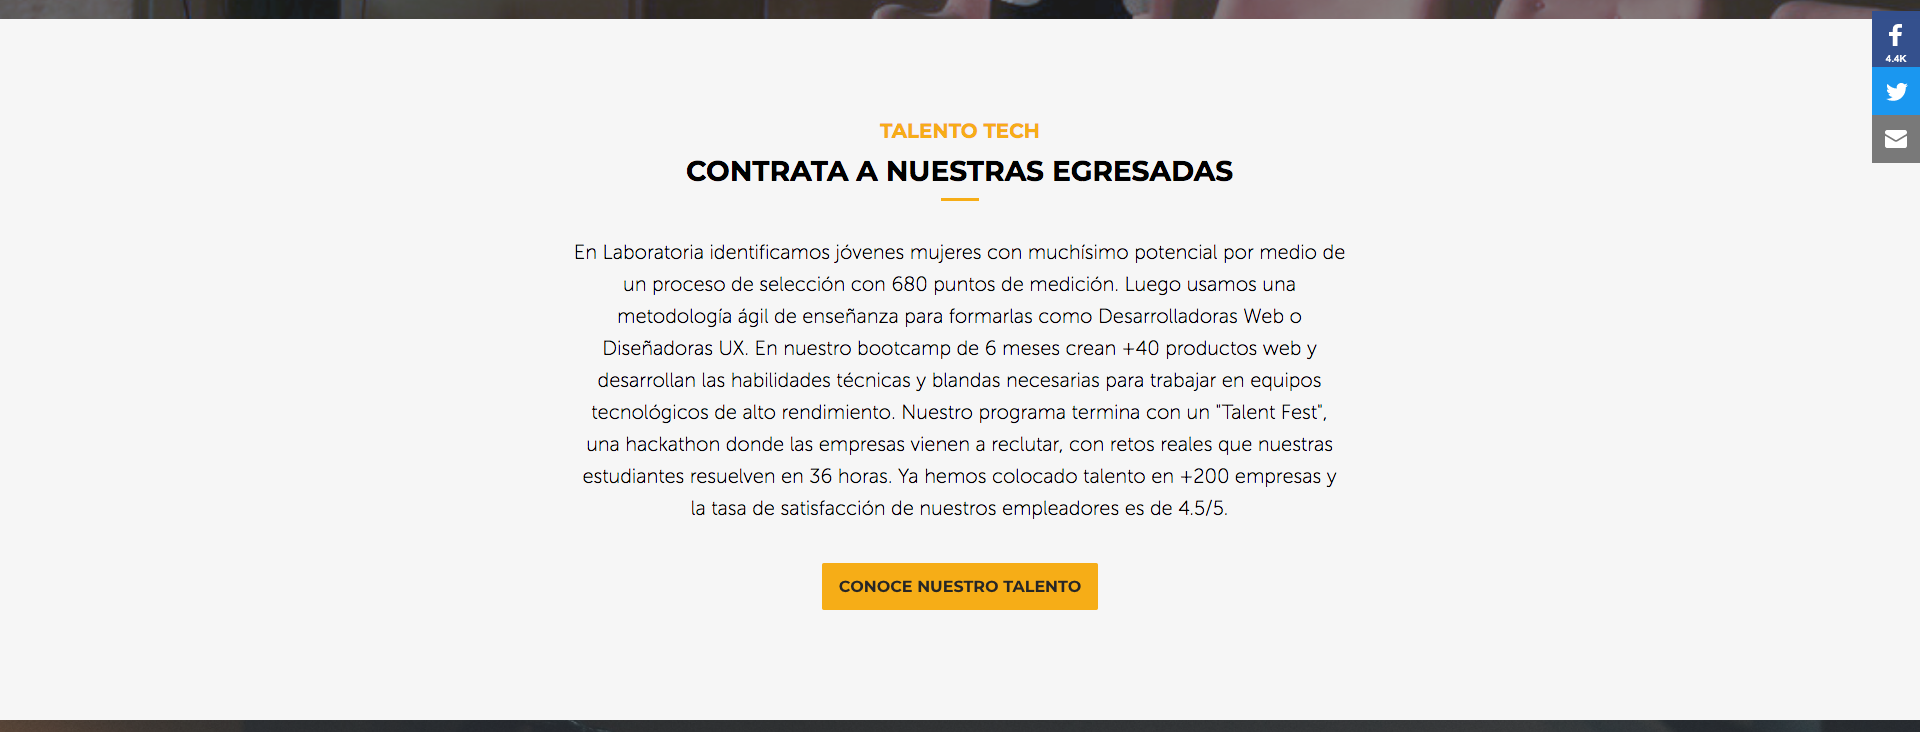 4.4K
TALENTO TECH
CONTRATA A NUESTRAS EGRESADAS
En Laboratoria identificamos jóvenes mujeres con muchísimo potencial por medio de
un proceso de selección con 680 puntos de medición. Luego usamos una
metodología ágil de enseñanza para formarlas como Desarrolladoras Web o
Diseñadoras UX. En nuestro bootcamp de 6 meses crean +40 productos web y
desarrollan las habilidades técnicas y blandas necesarias para trabajar en equipos
tecnológicos de alto rendimiento. Nuestro programa termina con un "Talent Fest",
una hackathon donde las empresas vienen a reclutar, con retos reales que nuestras
estudiantes resuelven en 36 horas. Ya hemos colocado talento en +200 empresas y
la tasa de satisfacción de nuestros empleadores es de 4.5/5.
CONOCE NUESTRO TALENTO